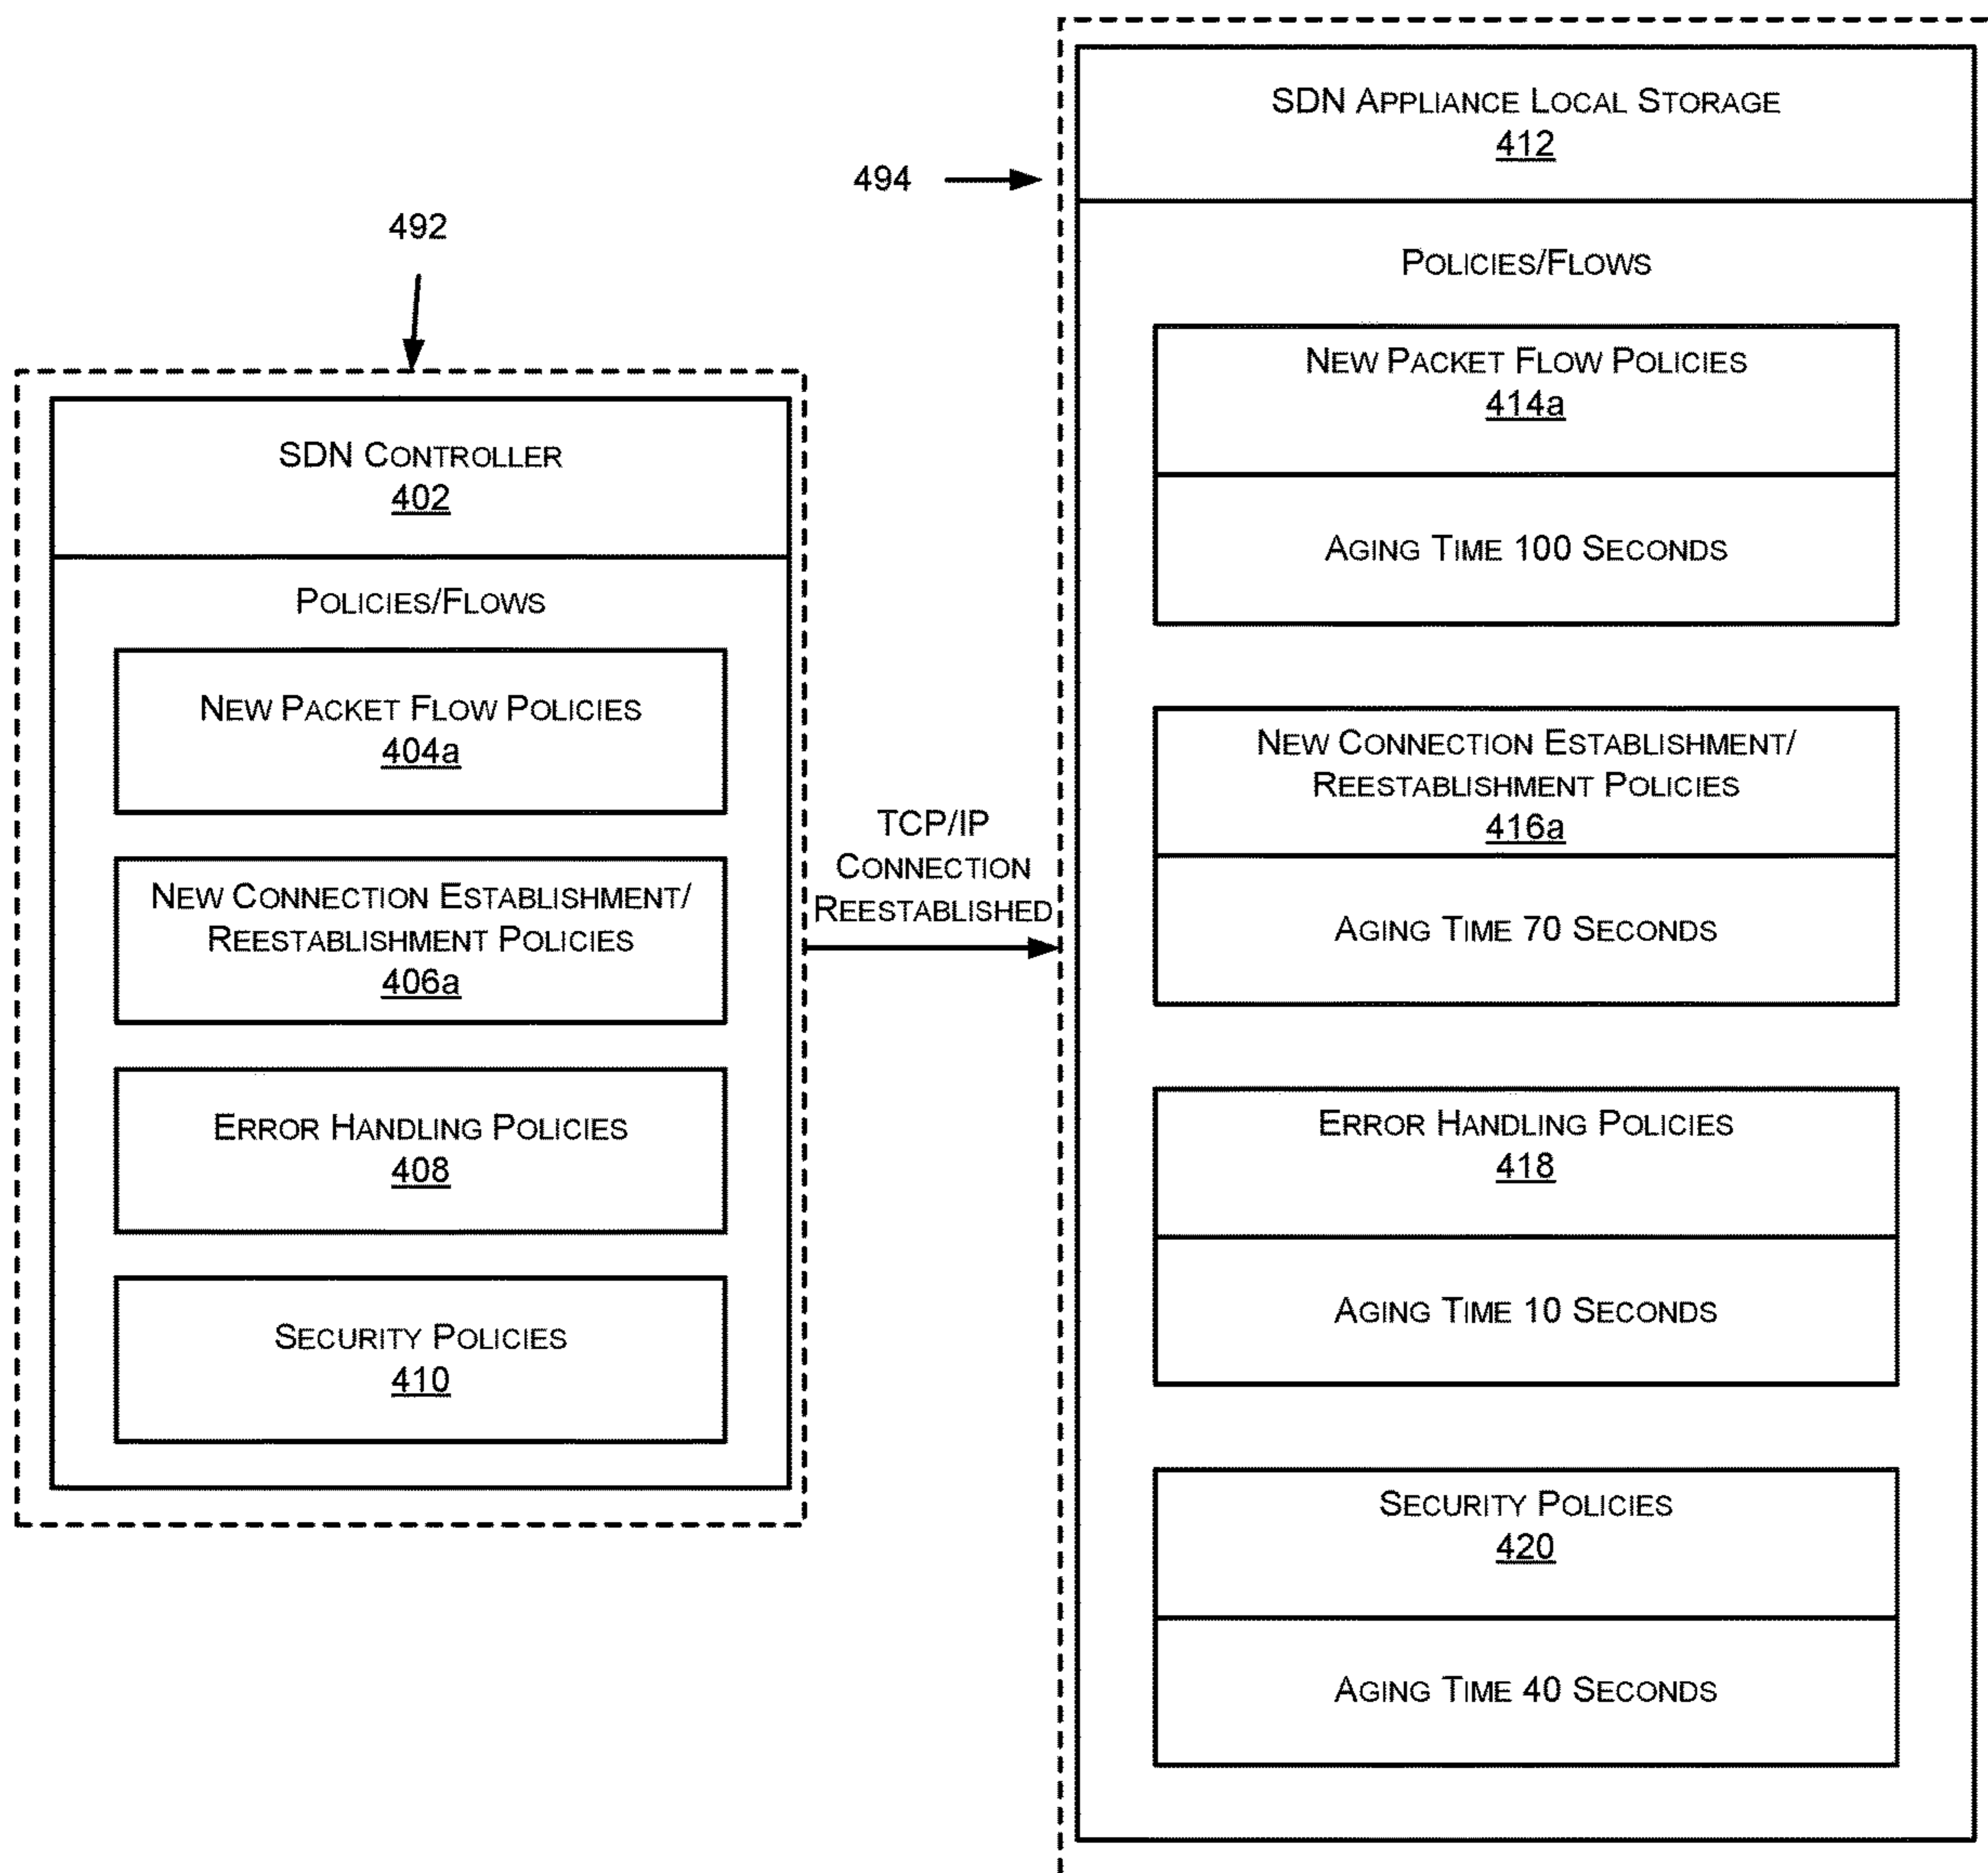 492
SDN Controller
402
Policies/Flows
New Packet Flow Policies
404a
New Connection Establishment/
Reestablishment Policies
406a
Error Handling Policies
408
Security Policies
410
TCP/IP
Connection
Reestablished
494
SDN Appliance Local Storage
412
Policies/Flows
New Packet Flow Policies
414a
Aging Time 100 Seconds
New Connection Establishment/
Reestablishment Policies
416a
Aging Time 70 Seconds
Error Handling Policies
418
Aging Time 10 Seconds
Security Policies
420
Aging Time 40 Seconds